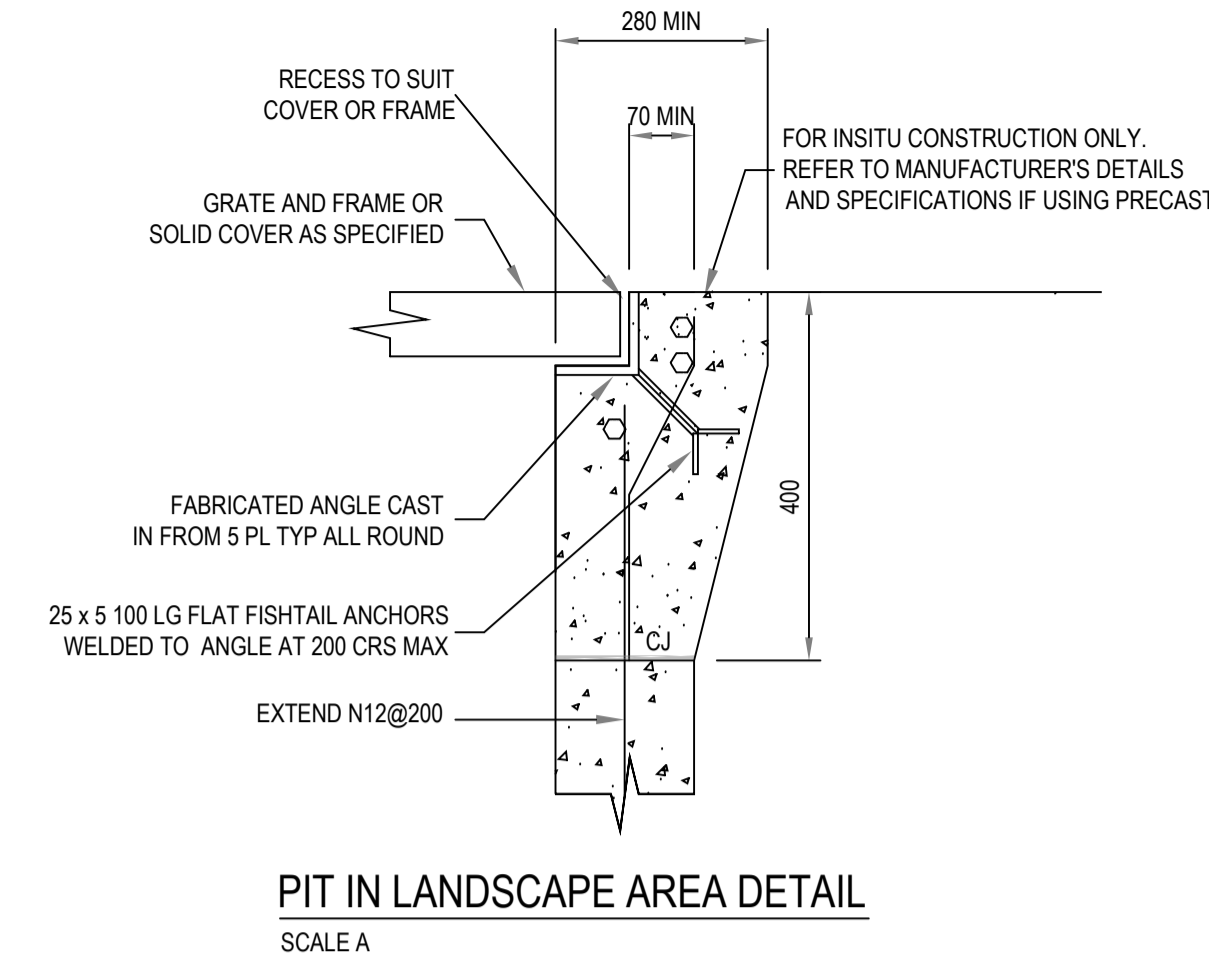 280 MIN
RECESS TO SUIT
COVER OR FRAME
70 MIN
FOR INSITU CONSTRUCTION ONLY.
REFER TO MANUFACTURER'S DETAILS
AND SPECIFICATIONS IF USING PRECAST
GRATE AND FRAME OR
SOLID COVER AS SPECIFIED
400
FABRICATED ANGLE CAST
IN FROM 5 PL TYP ALL ROUND
25 x 5 100 LG FLAT FISHTAIL ANCHORS
WELDED TO ANGLE AT 200 CRS MAX
CJ
EXTEND N12@200
PIT IN LANDSCAPE AREA DETAIL
SCALE A